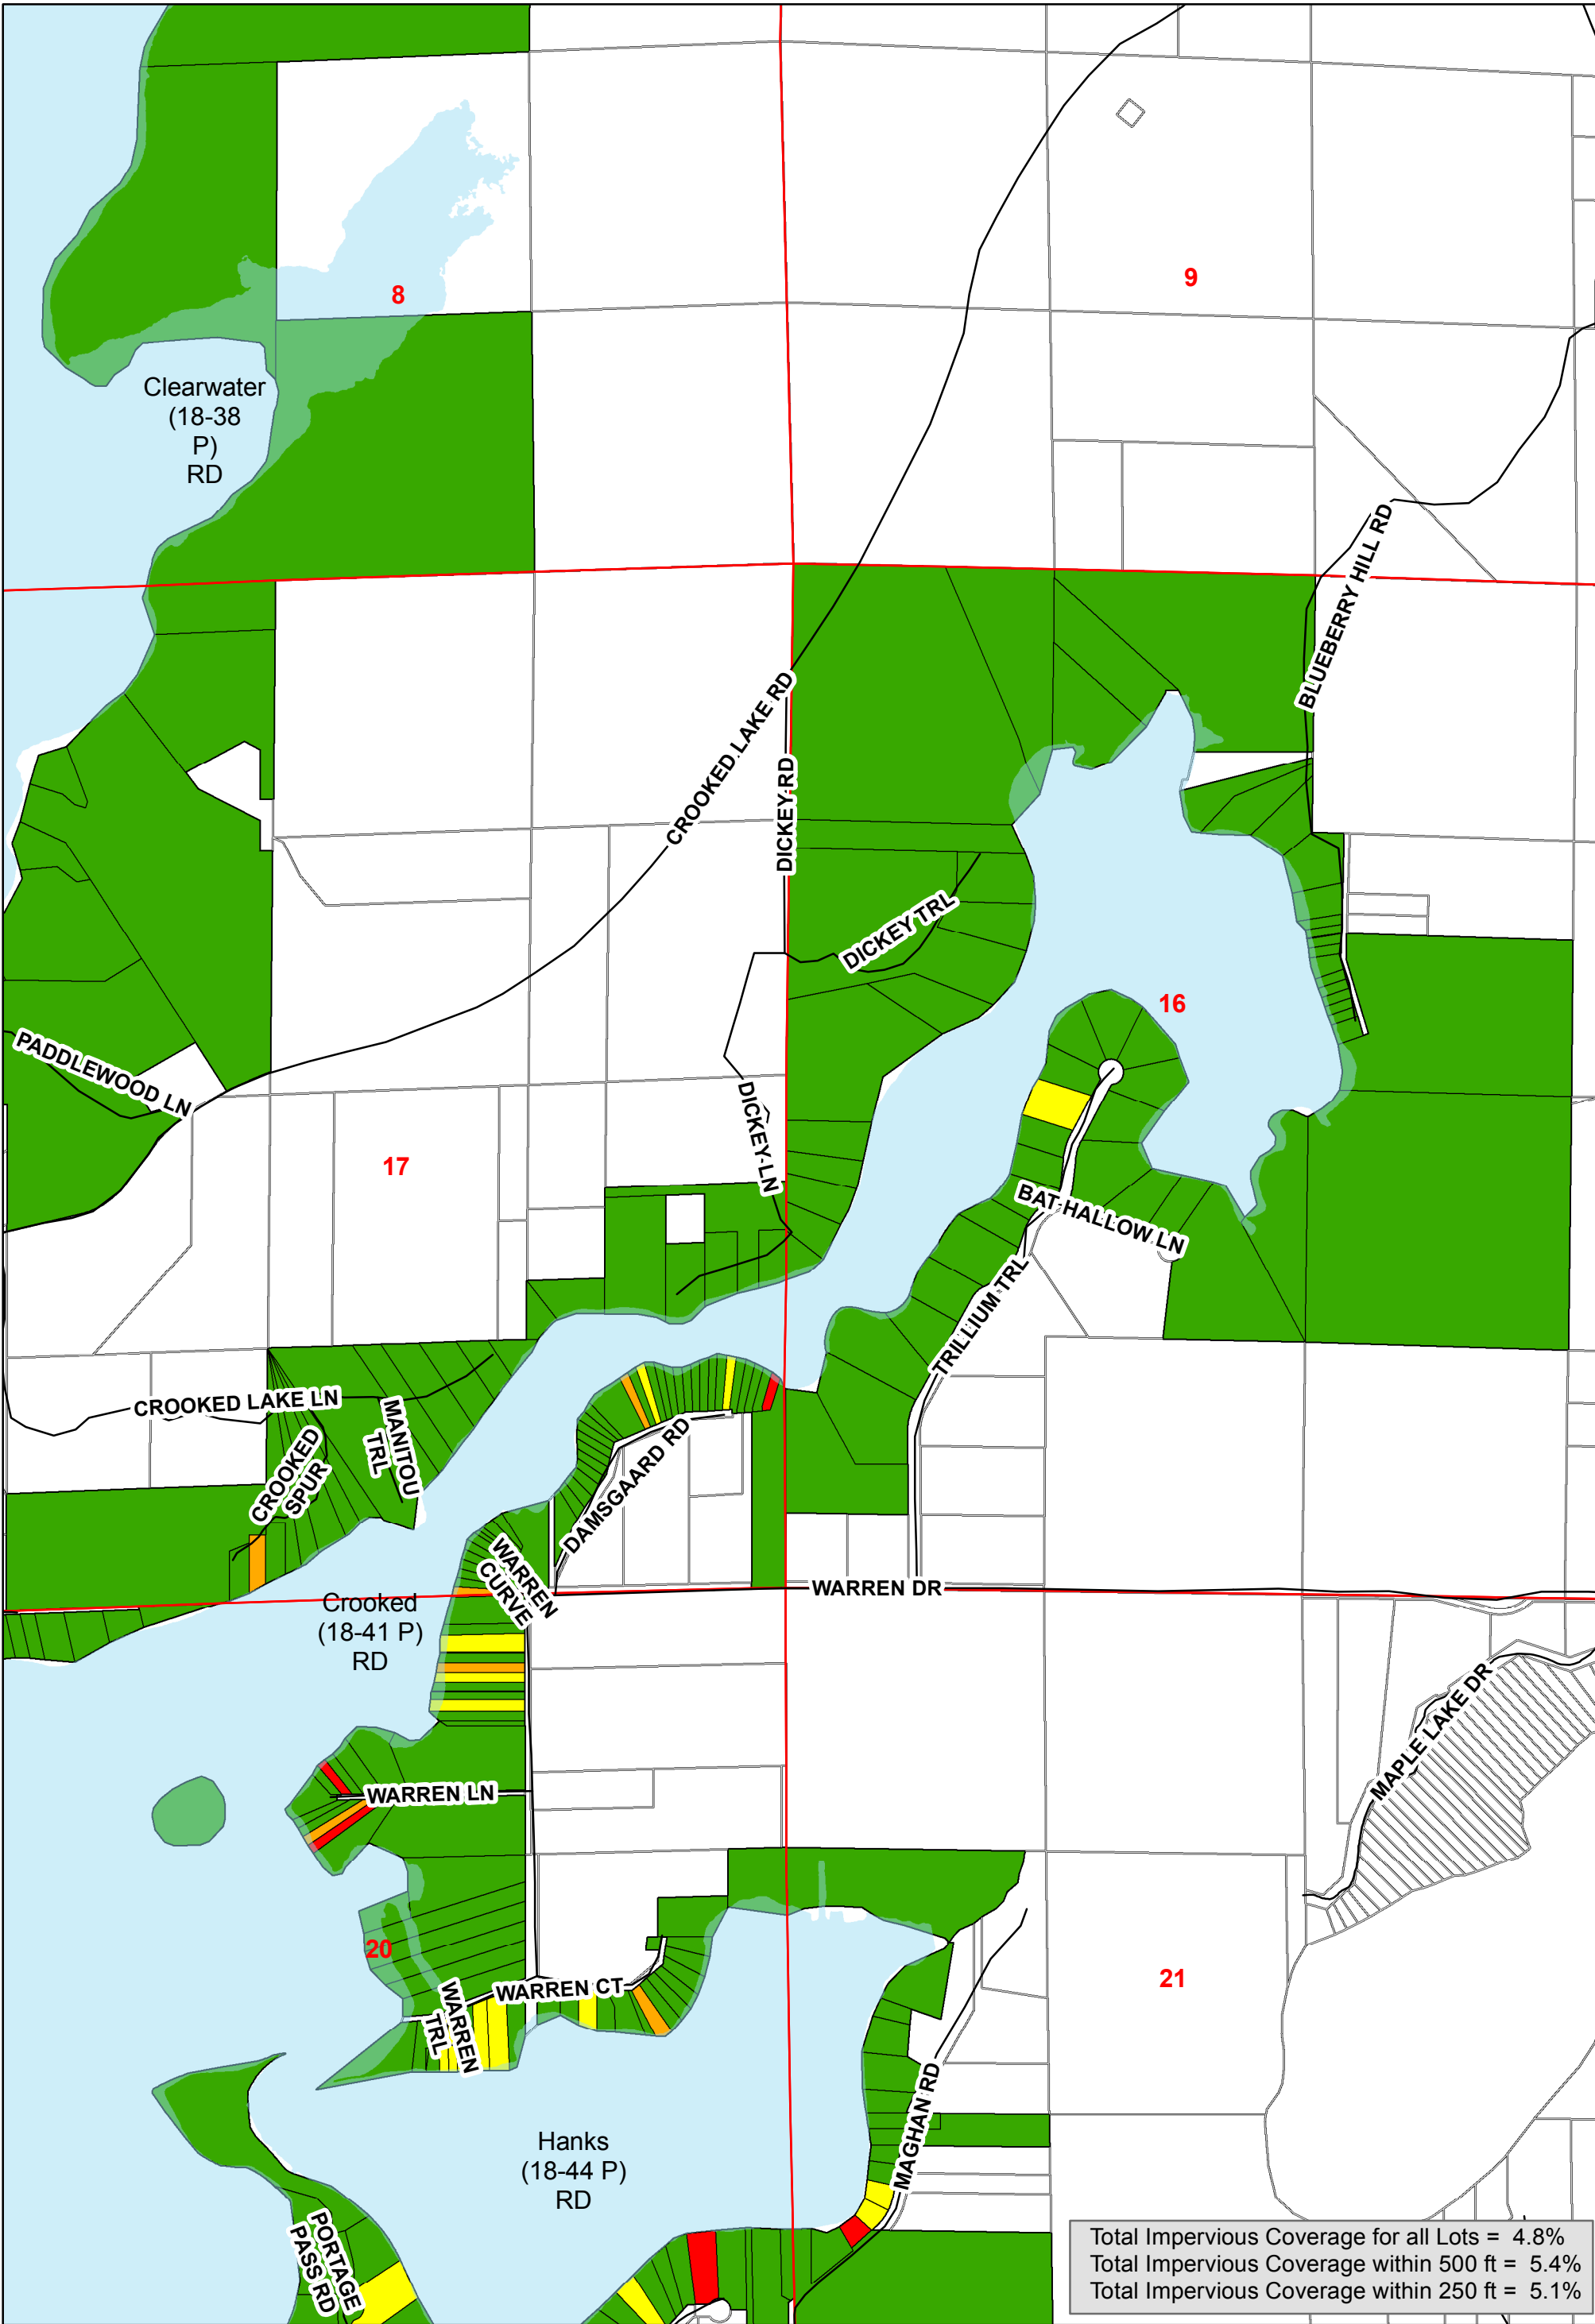 8
9
Clearwater
(18-38
P)
RD
BLUEBERRY HILL RD
CROOKED LAKE RD
DICKEY RD
DICKEY TRL
16
PADDLEWOOD LN
DICKEY LN
17
BAT HALLOW LN
TRILLIUM TRL
CROOKED LAKE LN
MANITOU
TRL
CROOKED
SPUR
DAMSGAARD RD
WARREN
CURVE
WARREN DR
Crooked
(18-41 P)
RD
MAPLE LAKE DR
WARREN LN
20
21
WARREN CT
WARREN
TRL
MAGHAN RD
Hanks
(18-44 P)
RD
PORTAGE
PASS RD
Total Impervious Coverage for all Lots = 4.8%
Total Impervious Coverage within 500 ft = 5.4%
Total Impervious Coverage within 250 ft = 5.1%